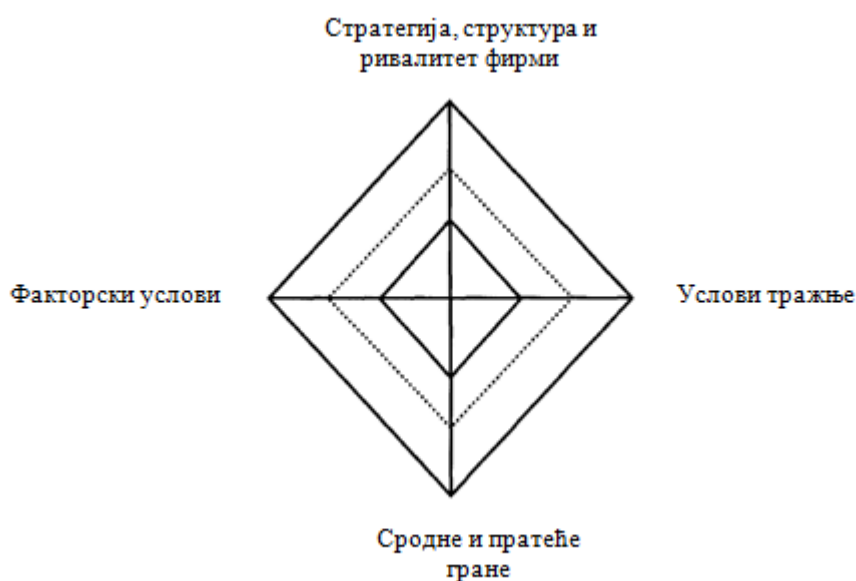 Стратегија, структура и
ривалитет фирми
Факторски услови
Услови тражње
Сродне и пратеће
гране